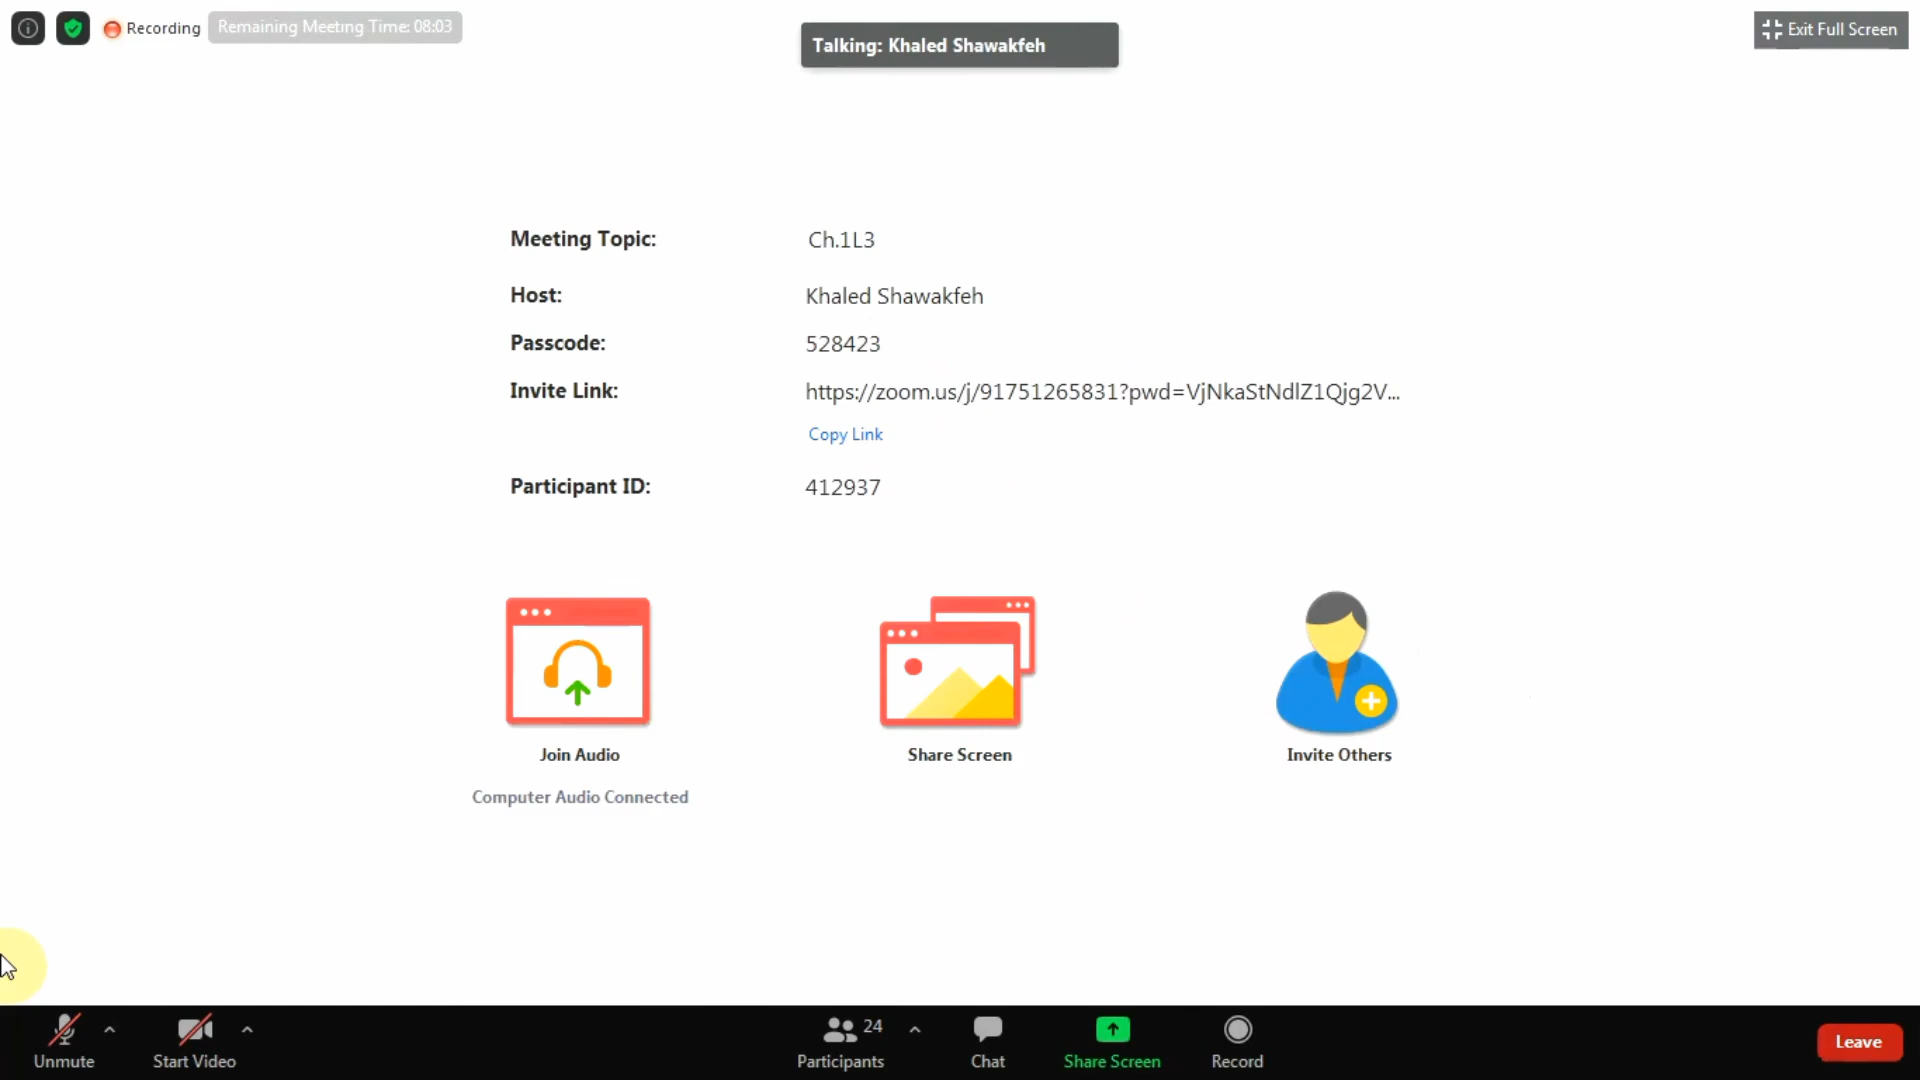 Recording
Remaining Meeting Time: 08:03
Talking: Khaled Shawakfeh
Exit Full Screen
Meeting Topic: Ch.1L3
Host: Khaled Shawakfeh
Passcode: 528423
Invite Link: https://zoom.us/j/91751265831?pwd=VjNkaStNdlZ1Qjg2V...
Copy Link
Participant ID: 412937
Join Audio
Share Screen
Invite Others
Computer Audio Connected
24
Unmute
Start Video
Participants
Chat
Share Screen
Record
Leave